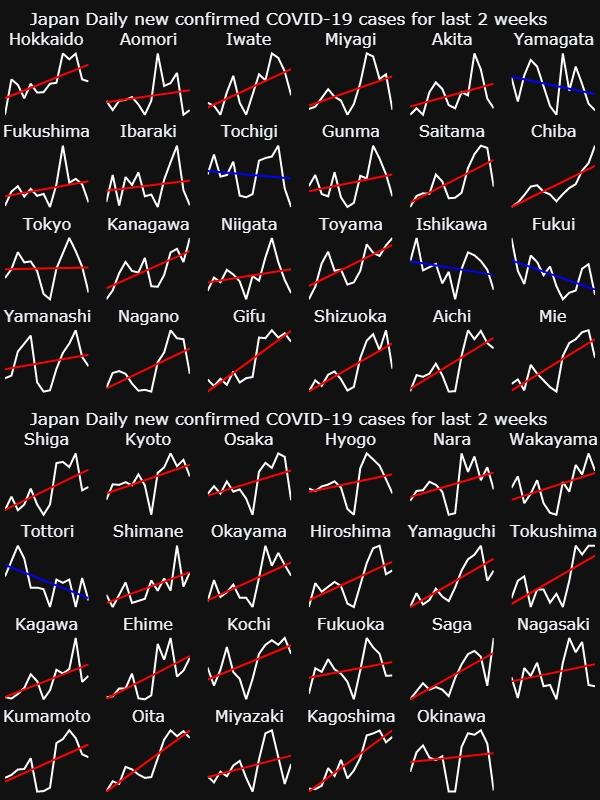 Japan Daily new confirmed COVID-19 cases for last 2 weeks
Hokkaido Aomori Iwate Miyagi Akita Yamagata
Fukushima Ibaraki Tochigi Gunma Saitama Chiba
Tokyo Kanagawa Niigata Toyama Ishikawa Fukui
Yamanashi Nagano Gifu Shizuoka Aichi Mie
Japan Daily new confirmed COVID-19 cases for last 2 weeks
Shiga Kyoto Osaka Hyogo Nara Wakayama
Tottori Shimane Okayama Hiroshima Yamaguchi Tokushima
Kagawa Ehime Kochi Fukuoka Saga Nagasaki
Kumamoto Oita Miyazaki Kagoshima Okinawa